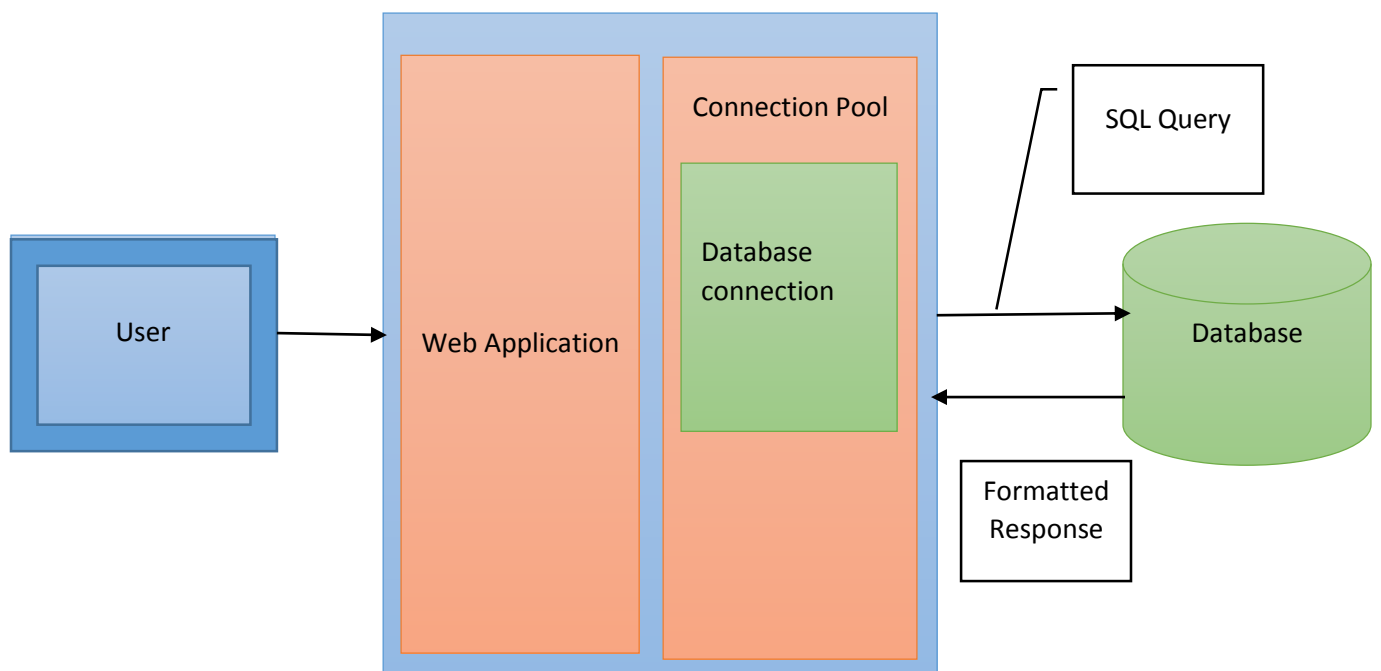 User
Web Application
Connection Pool
Database
connection
SQL Query
Database
Formatted
Response